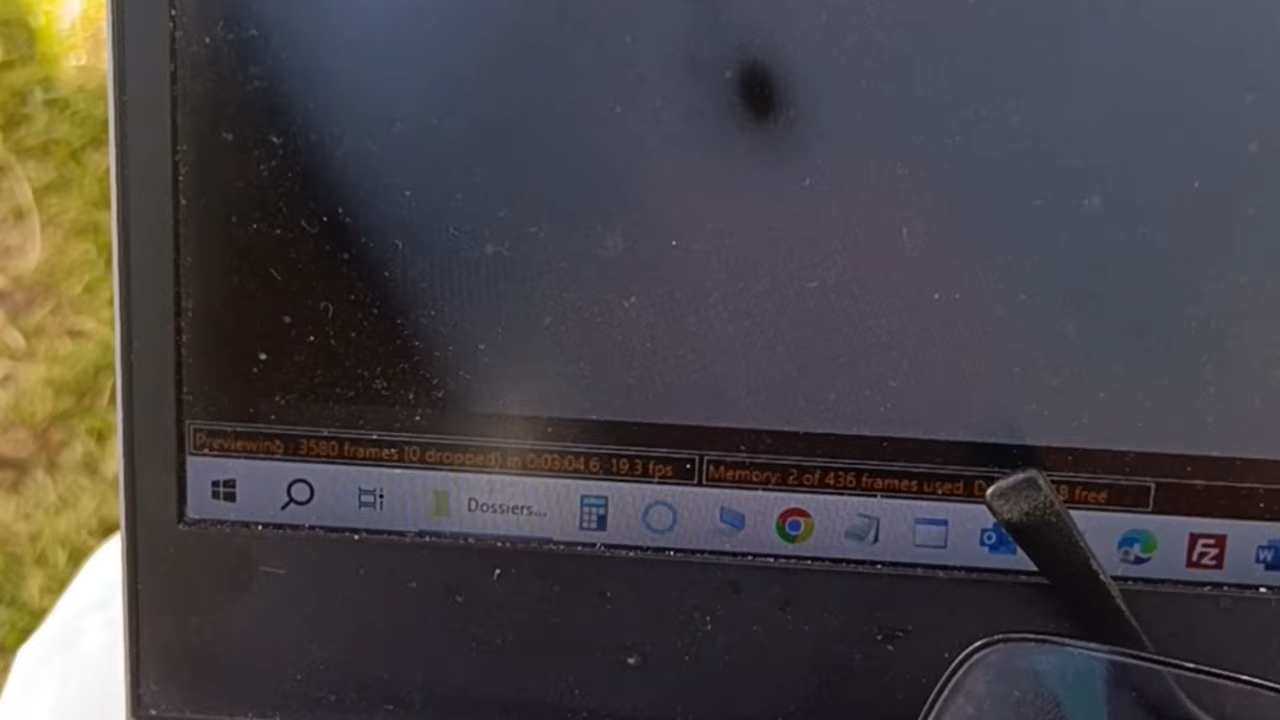 Previewing : 3580 frames (0 dropped) in 0:03:04.6, 19.3 fps
Memory: 2 of 436 frames used. D B free
Dossiers...
FZ
W